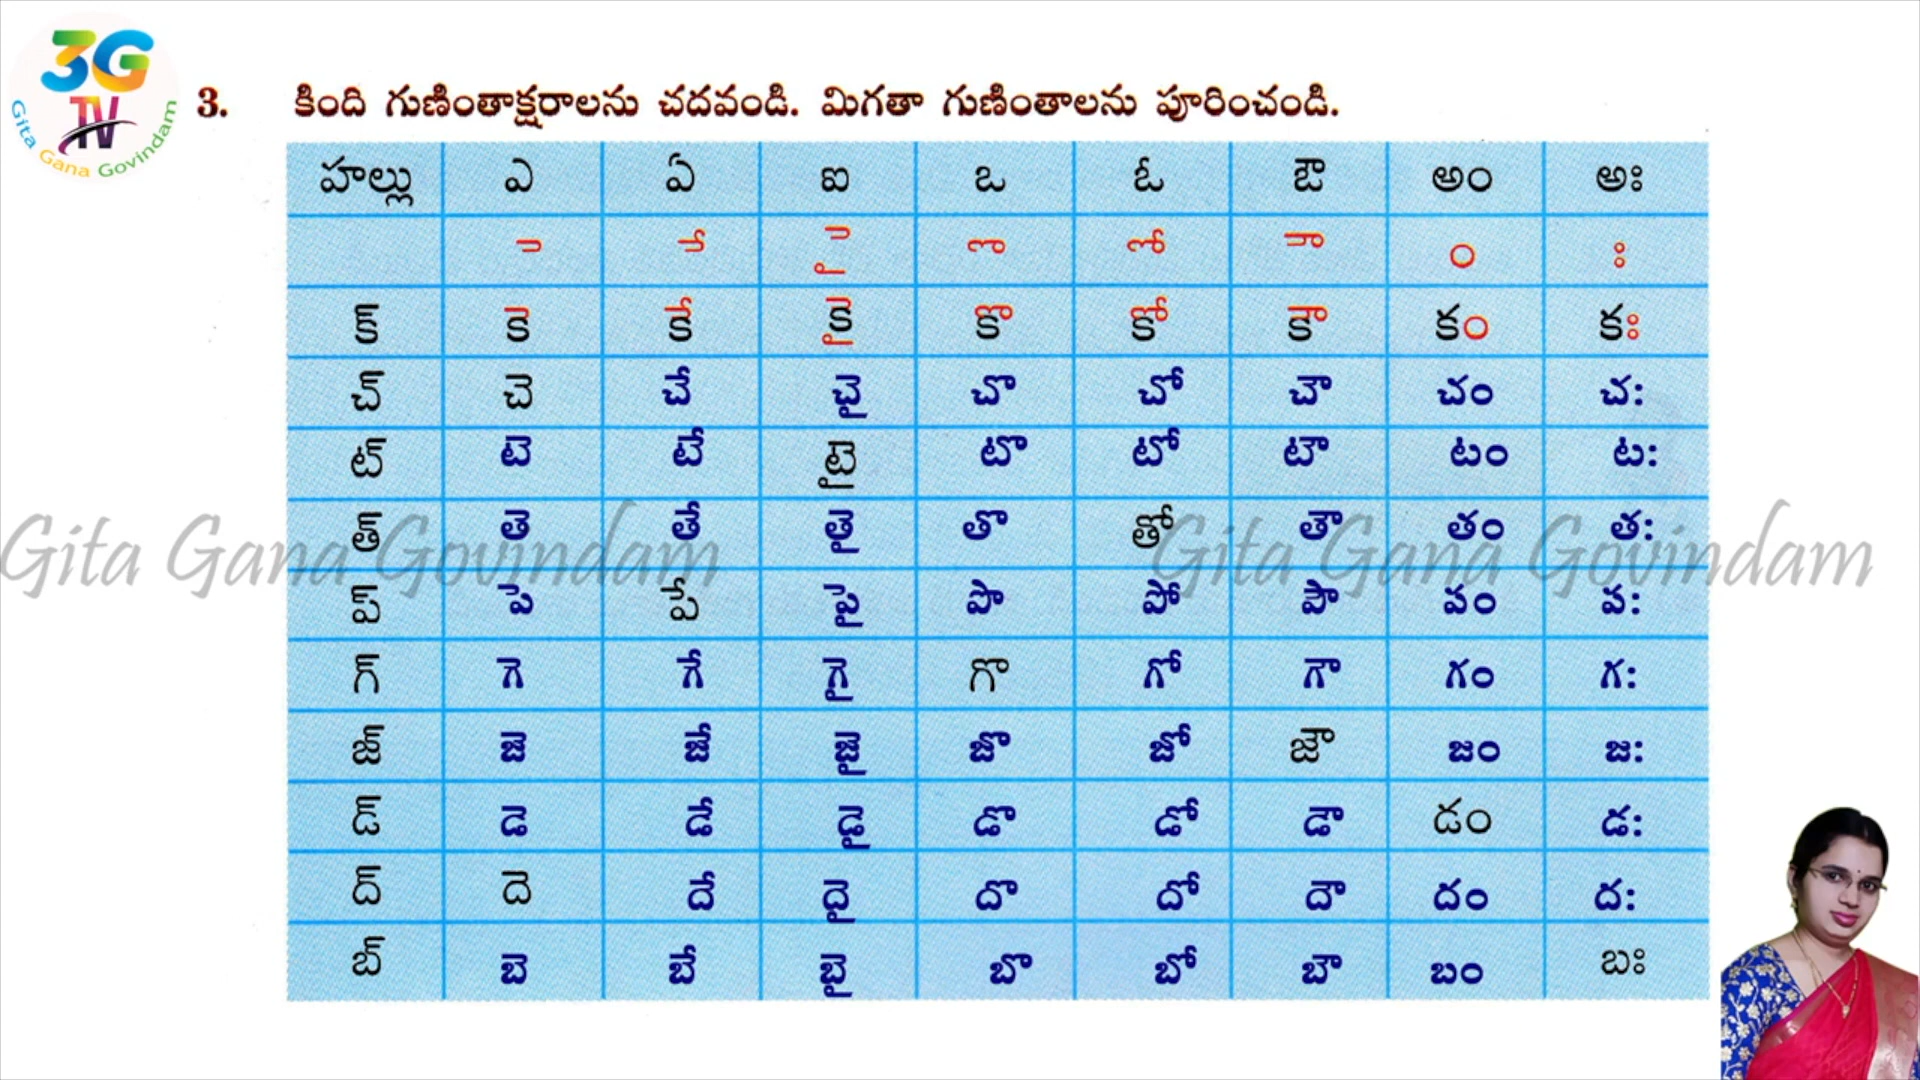 3G
TV
Gita Gana Govindam
3. కింది గుణింతాక్షరాలను చదవండి. మిగతా గుణింతాలను పూరించండి.
హల్లు ఎ ఏ ఐ ఒ ఓ ఔ అం అః
ె ే ై ొ ో ౌ ం ః
క్ కె కే కై కొ కో కౌ కం కః
చ్ చె చే చై చొ చో చౌ చం చ:
ట్ టె టే టై టొ టో టౌ టం ట:
త్ తె తే తై తొ తో తౌ తం త:
ప్ పె పే పై పొ పో పౌ పం ప:
గ్ గె గే గై గొ గో గౌ గం గ:
జ్ జె జే జై జొ జో జౌ జం జ:
డ్ డె డే డై డొ డో డౌ డం డ:
ద్ దె దే దై దొ దో దౌ దం ద:
బ్ బె బే బై బొ బో బౌ బం బః
Gita Gana Govindam
Gita Gana Govindam